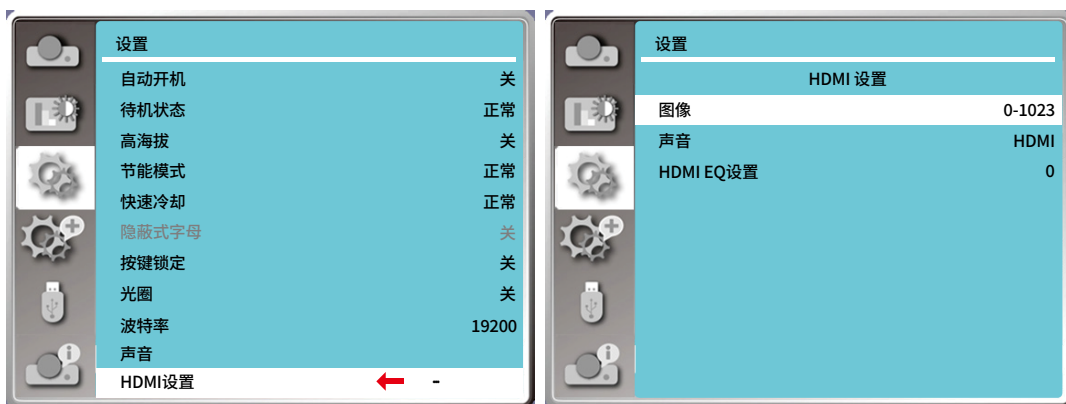 设置
自动开机 关
待机状态 正常
高海拔 关
节能模式 正常
快速冷却 正常
隐蔽式字母 关
按键锁定 关
光圈 关
波特率 19200
声音
HDMI设置 -
设置
HDMI 设置
图像 0-1023
声音 HDMI
HDMI EQ设置 0